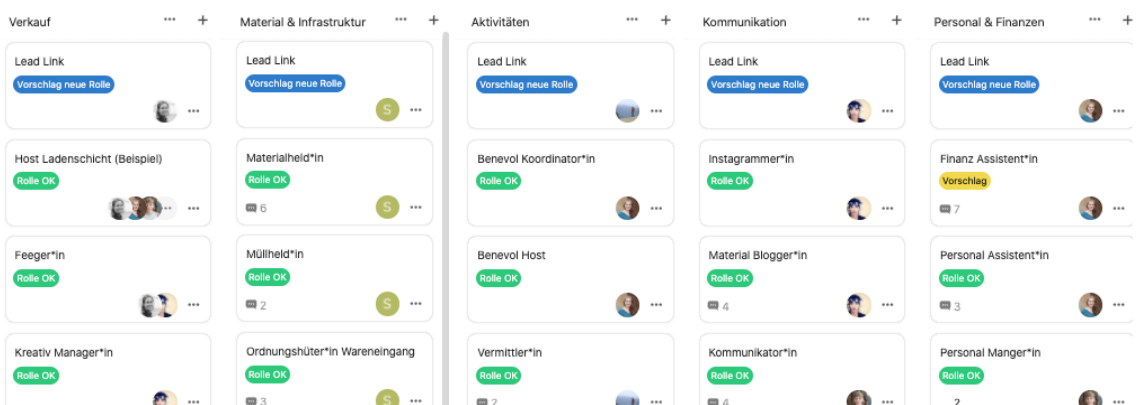 Verkauf
Lead Link
Vorschlag neue Rolle
Host Ladenschicht (Beispiel)
Rolle OK
Feeger*in
Rolle OK
Kreativ Manager*in
Rolle OK
Material & Infrastruktur
Lead Link
Vorschlag neue Rolle
S
Materialheld*in
Rolle OK
6
S
Müllheld*in
Rolle OK
2
S
Ordnungshüter*in Wareneingang
Rolle OK
3
S
Aktivitäten
Lead Link
Vorschlag neue Rolle
Benevol Koordinator*in
Rolle OK
Benevol Host
Rolle OK
Vermittler*in
Rolle OK
2
Kommunikation
Lead Link
Vorschlag neue Rolle
Instagrammer*in
Rolle OK
Material Blogger*in
Rolle OK
4
Kommunikator*in
Rolle OK
4
Personal & Finanzen
Lead Link
Vorschlag neue Rolle
Finanz Assistent*in
Vorschlag
7
Personal Assistent*in
Rolle OK
3
Personal Manger*in
Rolle OK
2